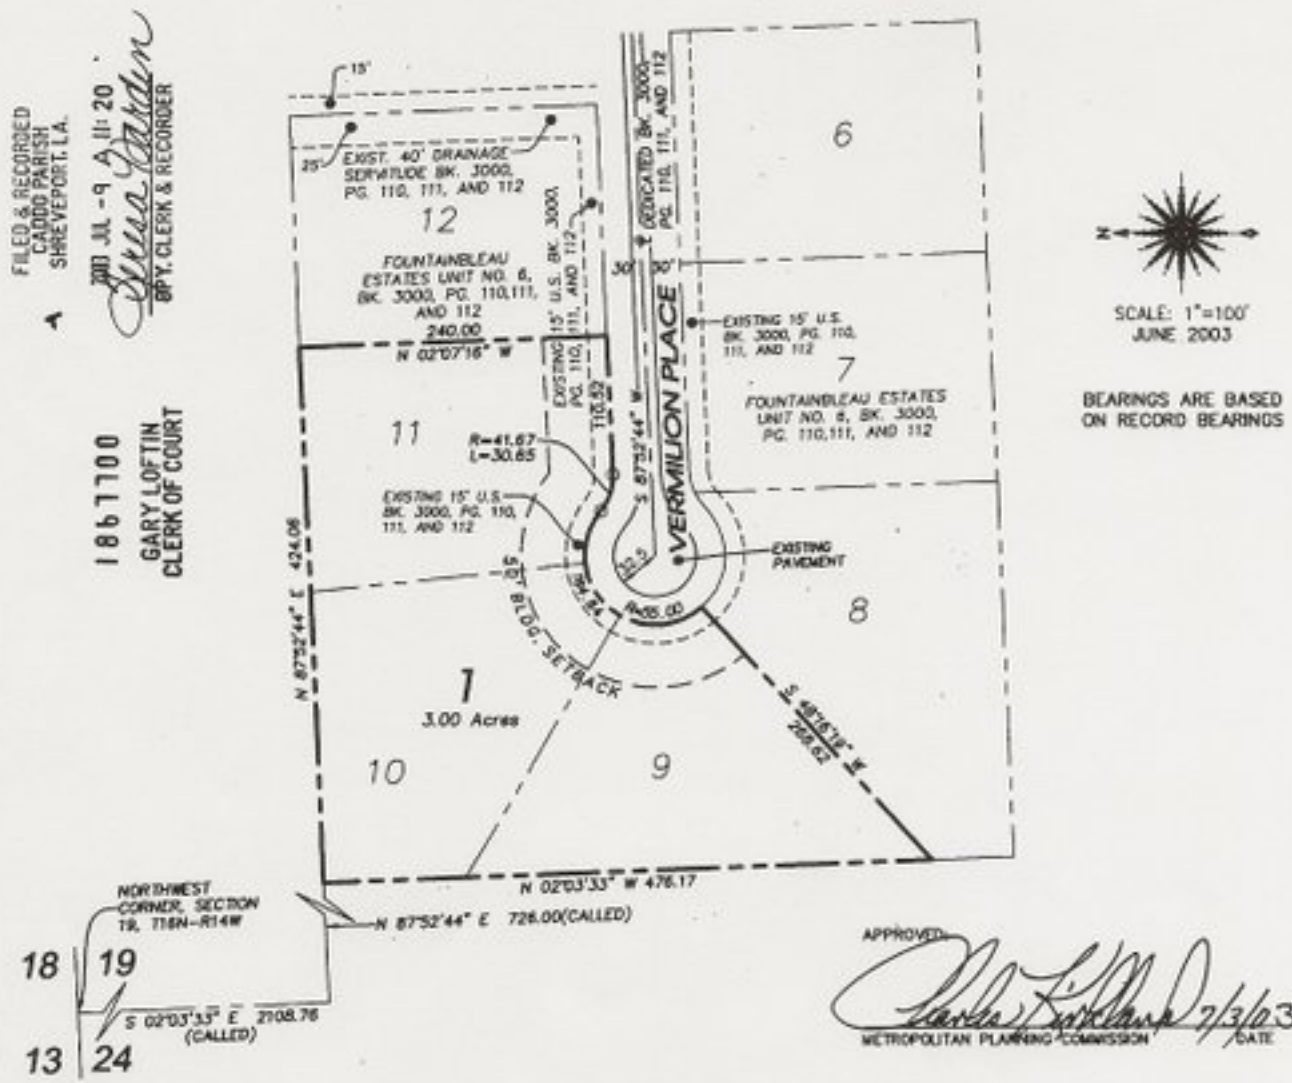 FILED & RECORDED
CADDO PARISH
SHREVEPORT, LA.
JUL -9 A 11:20
DPY. CLERK & RECORDER
1867700
GARY LOFTIN
CLERK OF COURT
15'
25'
EXIST. 40' DRAINAGE
SERVITUDE BK. 3000,
PG. 110, 111, AND 112
12
FOUNTAINBLEAU
ESTATES UNIT NO. 6,
BK. 3000, PG. 110,111,
AND 112
240.00
N 02°07'16" W
EXISTING 15' U.S. BK. 3000,
PG. 110, 111, AND 112
110.52
DEDICATED BK. 3000,
PG. 110, 111, AND 112
30' 30'
S 87°52'44" W
VERMILION PLACE
6
EXISTING 15' U.S.
BK. 3000, PG. 110,
111, AND 112
7
FOUNTAINBLEAU ESTATES
UNIT NO. 6, BK. 3000,
PG. 110,111, AND 112
N
SCALE: 1"=100'
JUNE 2003
BEARINGS ARE BASED
ON RECORD BEARINGS
11
R=41.67
L=30.65
EXISTING 15' U.S.
BK. 3000, PG. 110,
111, AND 112
N 87°52'44" E 424.06
EXISTING
PAVEMENT
R=55.00
50' BLDG. SETBACK
8
1
3.00 Acres
10
9
268.62
N 02°03'33" W 476.17
N 87°52'44" E 726.00(CALLED)
NORTHWEST
CORNER, SECTION
19, T16N-R14W
18 19
S 02°03'33" E 2108.76
(CALLED)
13 24
APPROVED:
Charles Kirkland 7/3/03
METROPOLITAN PLANNING COMMISSION DATE